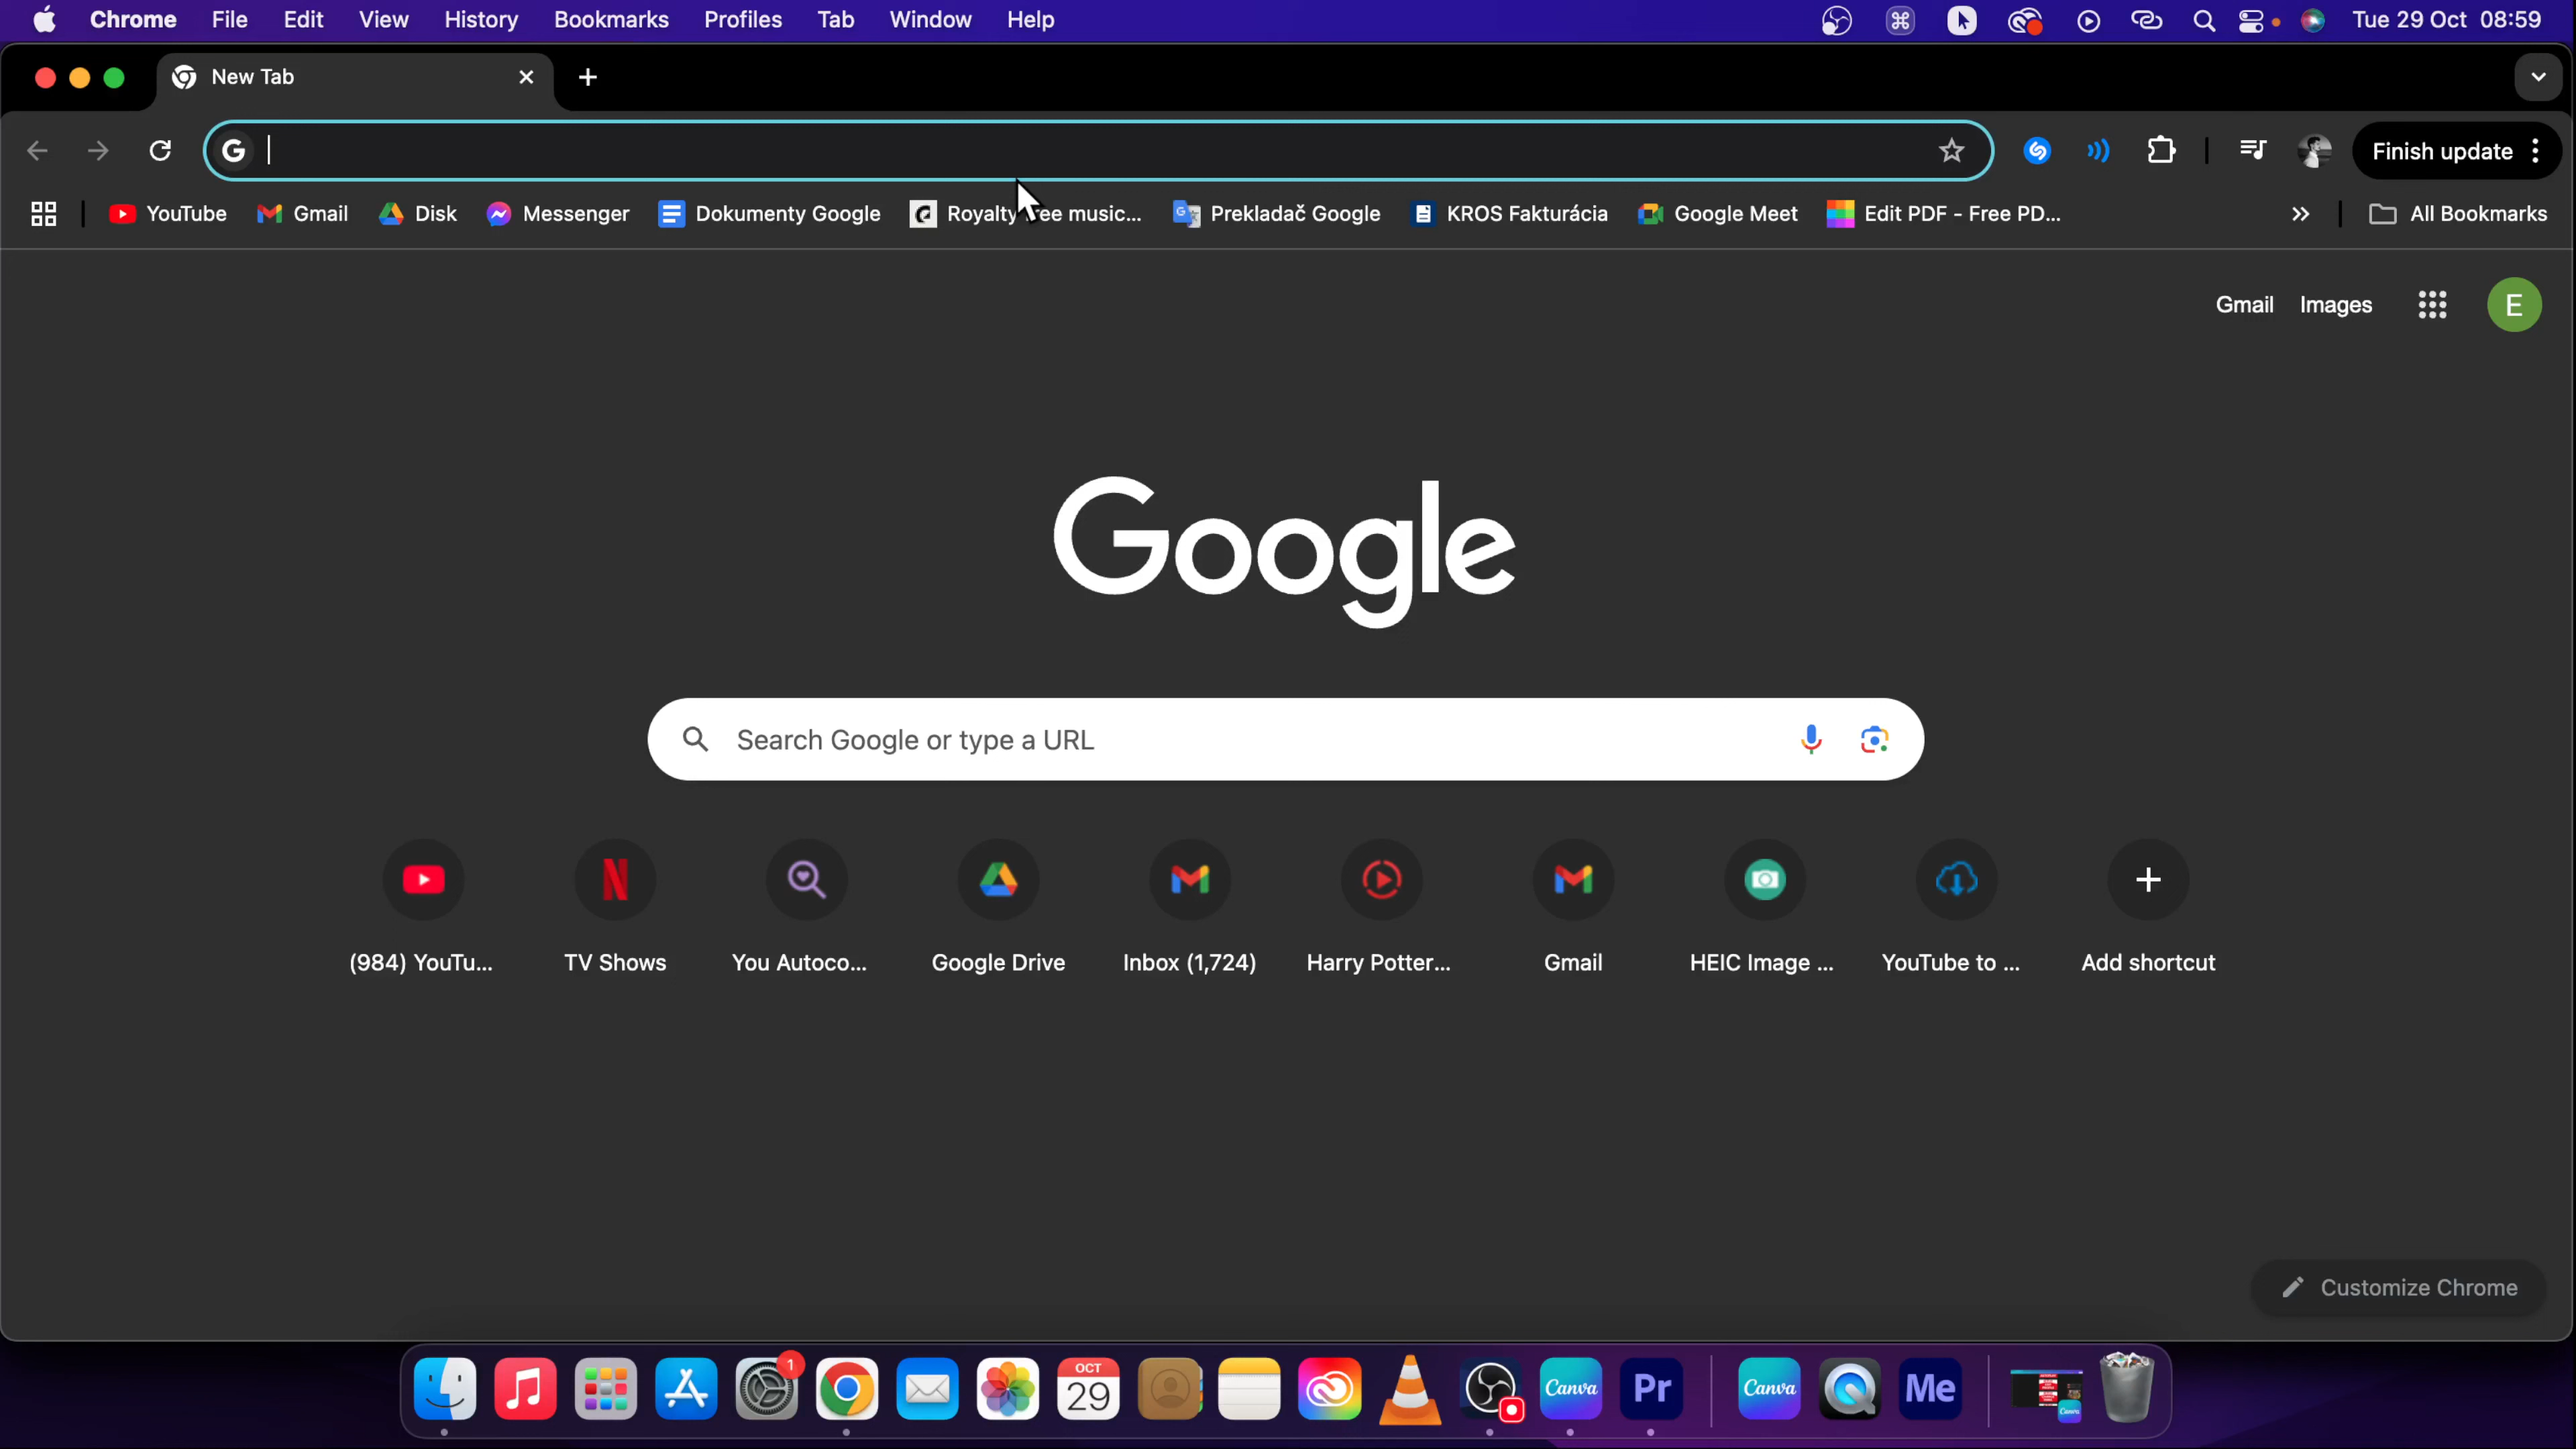 Chrome File Edit View History Bookmarks Profiles Tab Window Help Tue 29 Oct 08:59
New Tab
Finish update
YouTube Gmail Disk Messenger Dokumenty Google Prekladač Google KROS Fakturácia Google Meet Edit PDF - Free PD... All Bookmarks
Royalty free music...
Gmail Images E
Google
Search Google or type a URL
(984) YouTu... TV Shows You Autoco... Google Drive Inbox (1,724) Harry Potter... Gmail HEIC Image ... YouTube to ... Add shortcut
Customize Chrome
1 OCT 29 Canva Pr Canva Me